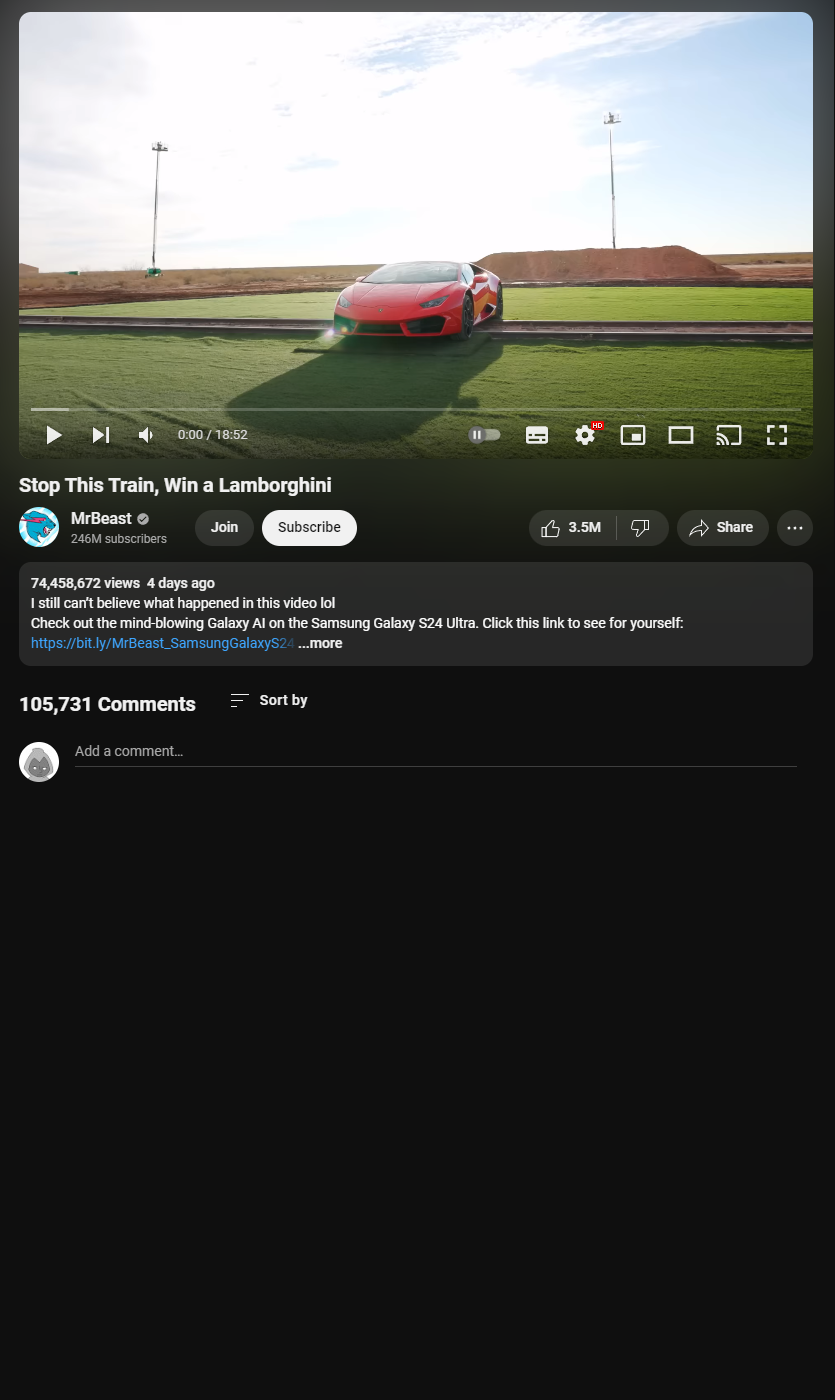 0:00 / 18:52
HD
Stop This Train, Win a Lamborghini
MrBeast
246M subscribers
Join
Subscribe
3.5M
Share
74,458,672 views 4 days ago
I still can't believe what happened in this video lol
Check out the mind-blowing Galaxy AI on the Samsung Galaxy S24 Ultra. Click this link to see for yourself:
https://bit.ly/MrBeast_SamsungGalaxyS24 ...more
105,731 Comments
Sort by
Add a comment…